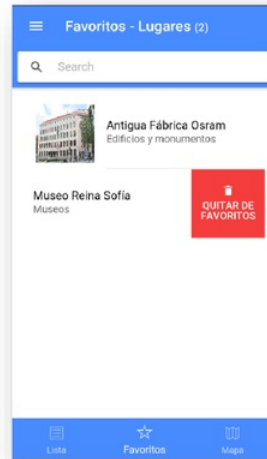 Favoritos - Lugares (2)
Search
Antigua Fábrica Osram
Edificios y monumentos
Museo Reina Sofía
Museos
QUITAR DE
FAVORITOS
Lista
Favoritos
Mapa